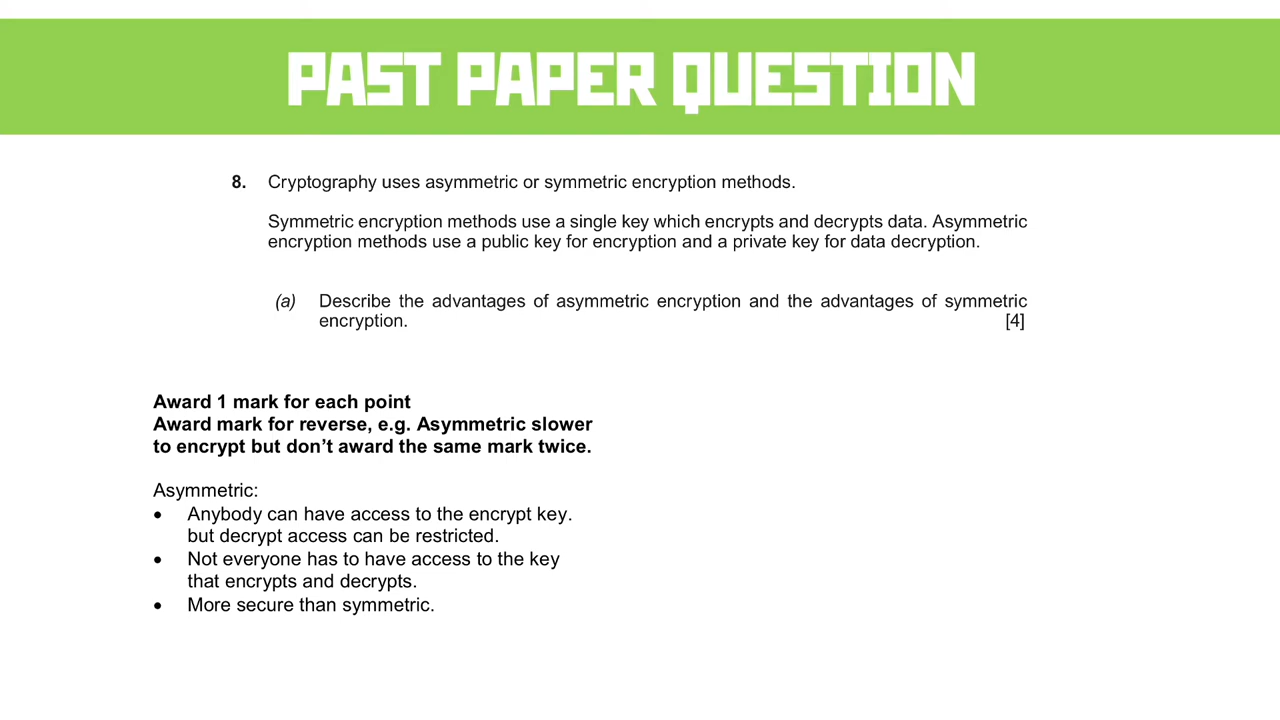 PAST PAPER QUESTION
8. Cryptography uses asymmetric or symmetric encryption methods.
Symmetric encryption methods use a single key which encrypts and decrypts data. Asymmetric
encryption methods use a public key for encryption and a private key for data decryption.
(a) Describe the advantages of asymmetric encryption and the advantages of symmetric
encryption. [4]
Award 1 mark for each point
Award mark for reverse, e.g. Asymmetric slower
to encrypt but don’t award the same mark twice.
Asymmetric:
• Anybody can have access to the encrypt key.
but decrypt access can be restricted.
• Not everyone has to have access to the key
that encrypts and decrypts.
• More secure than symmetric.